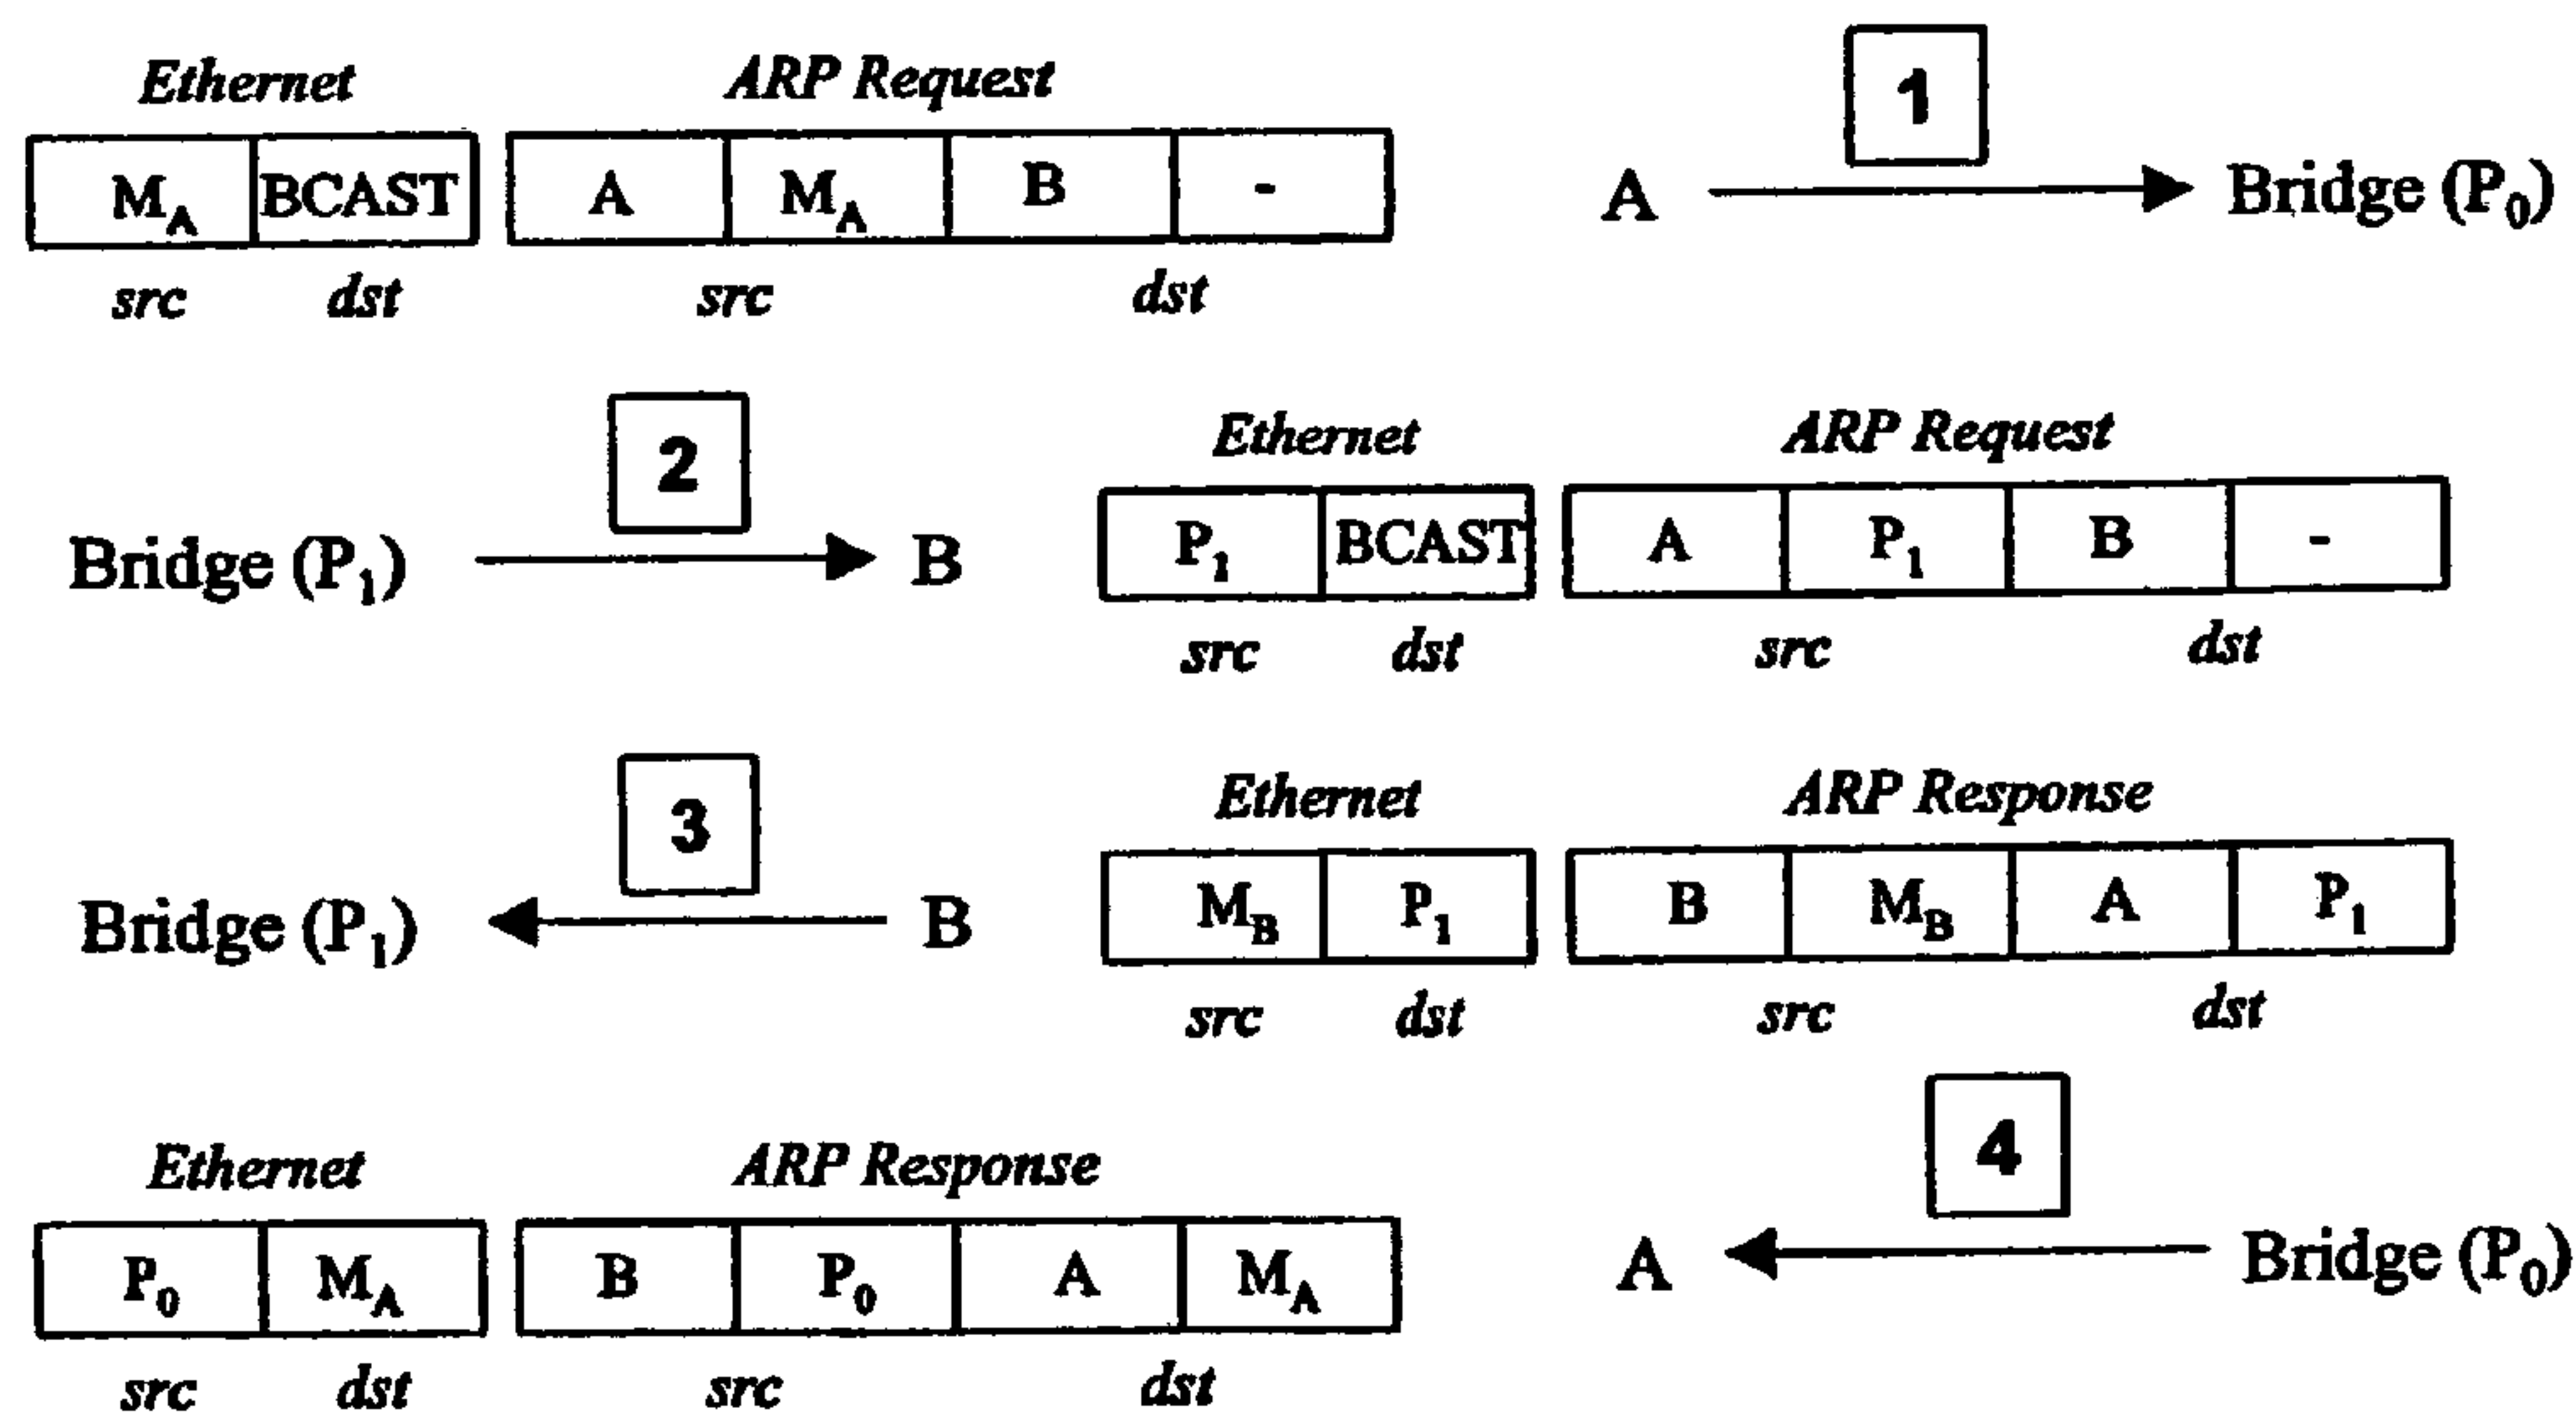 Ethernet ARP Request 1
M_A BCAST A M_A B - A Bridge (P_0)
src dst src dst
2 Ethernet ARP Request
Bridge (P_1) B P_1 BCAST A P_1 B -
src dst src dst
3 Ethernet ARP Response
Bridge (P_1) B M_B P_1 B M_B A P_1
src dst src dst
Ethernet ARP Response 4
P_0 M_A B P_0 A M_A A Bridge (P_0)
src dst src dst